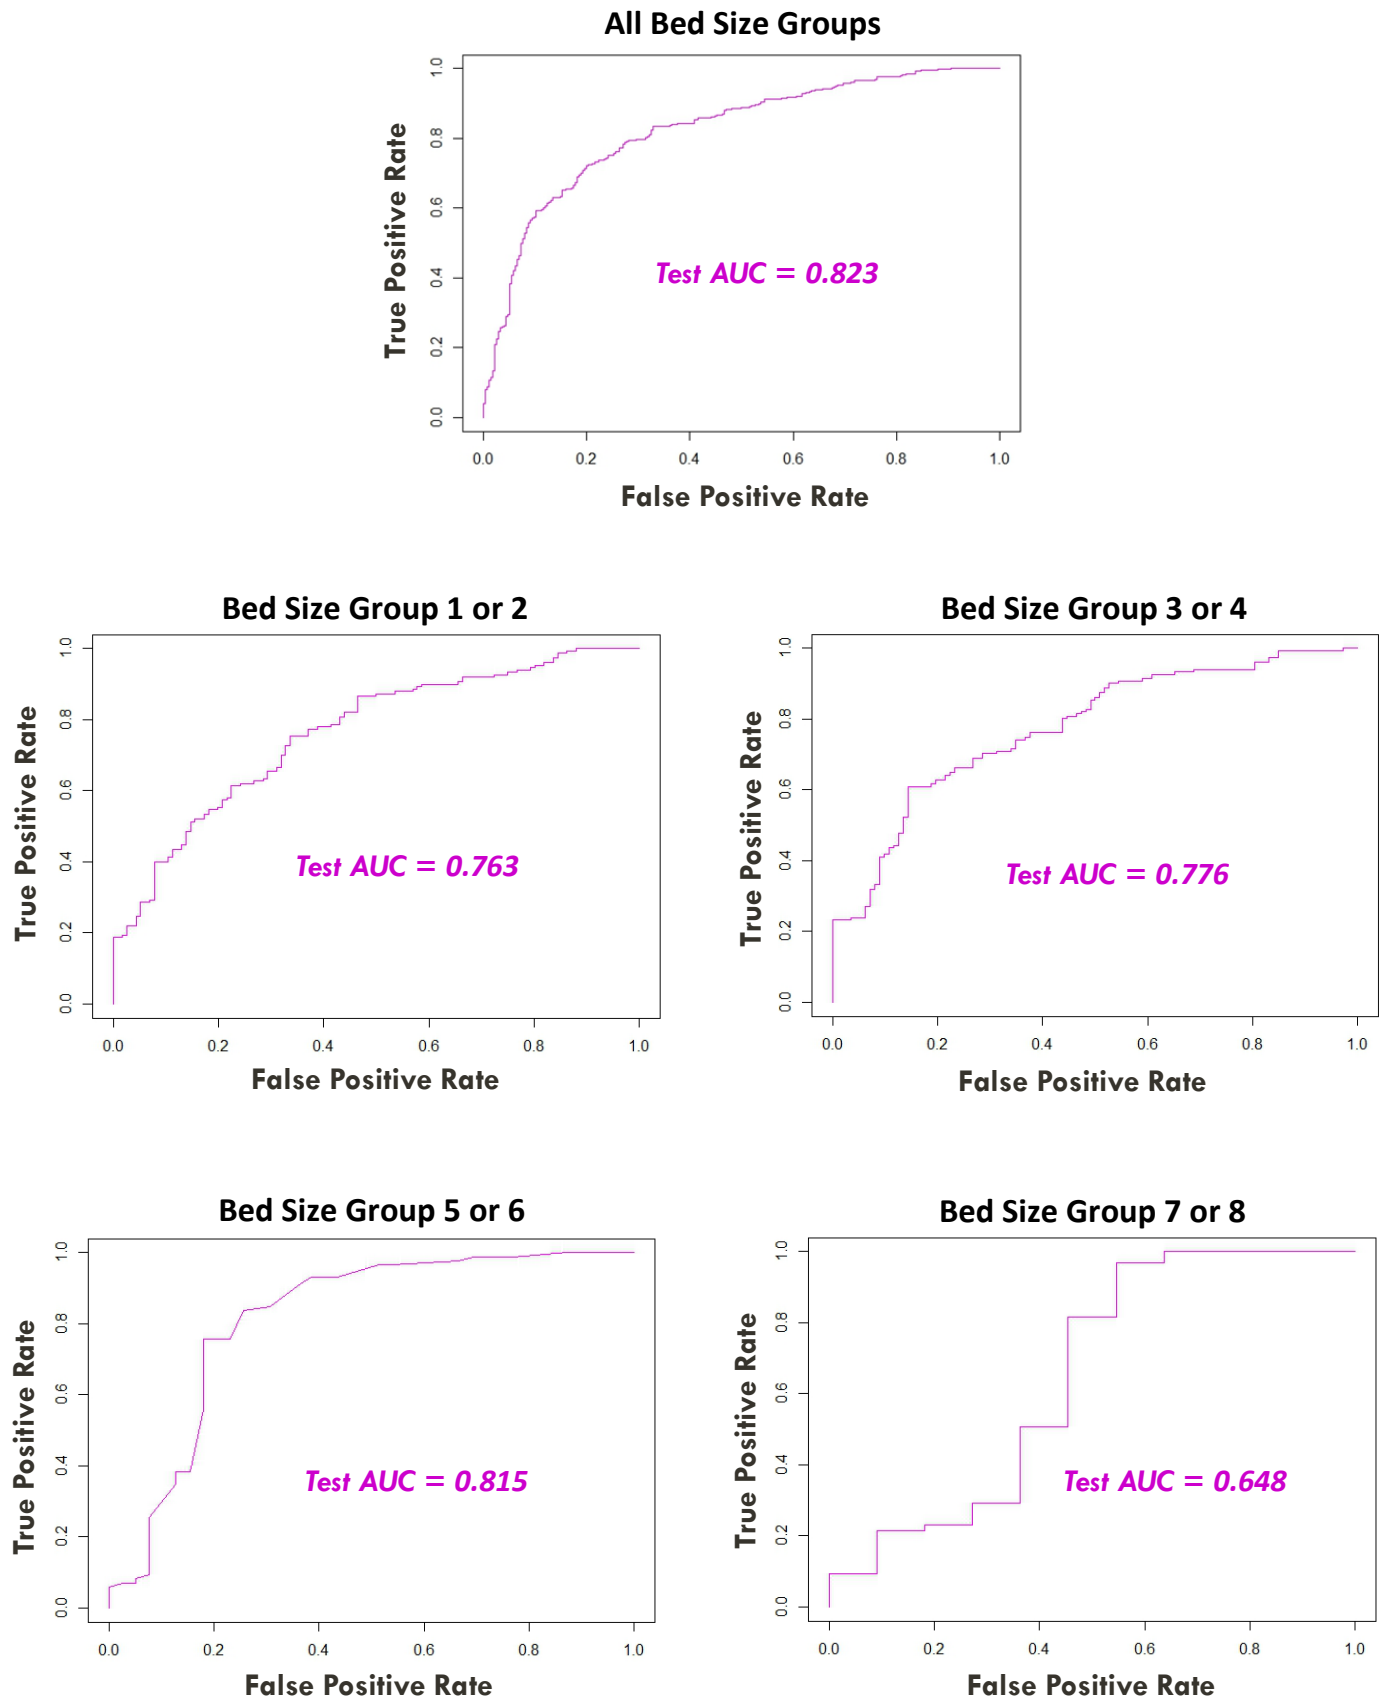 All Bed Size Groups
True Positive Rate
1.0
0.8
0.6
0.4
0.2
0.0
Test AUC = 0.823
0.0 0.2 0.4 0.6 0.8 1.0
False Positive Rate
Bed Size Group 1 or 2
True Positive Rate
1.0
0.8
0.6
0.4
0.2
0.0
Test AUC = 0.763
0.0 0.2 0.4 0.6 0.8 1.0
False Positive Rate
Bed Size Group 3 or 4
True Positive Rate
1.0
0.8
0.6
0.4
0.2
0.0
Test AUC = 0.776
0.0 0.2 0.4 0.6 0.8 1.0
False Positive Rate
Bed Size Group 5 or 6
True Positive Rate
1.0
0.8
0.6
0.4
0.2
0.0
Test AUC = 0.815
0.0 0.2 0.4 0.6 0.8 1.0
False Positive Rate
Bed Size Group 7 or 8
True Positive Rate
1.0
0.8
0.6
0.4
0.2
0.0
Test AUC = 0.648
0.0 0.2 0.4 0.6 0.8 1.0
False Positive Rate